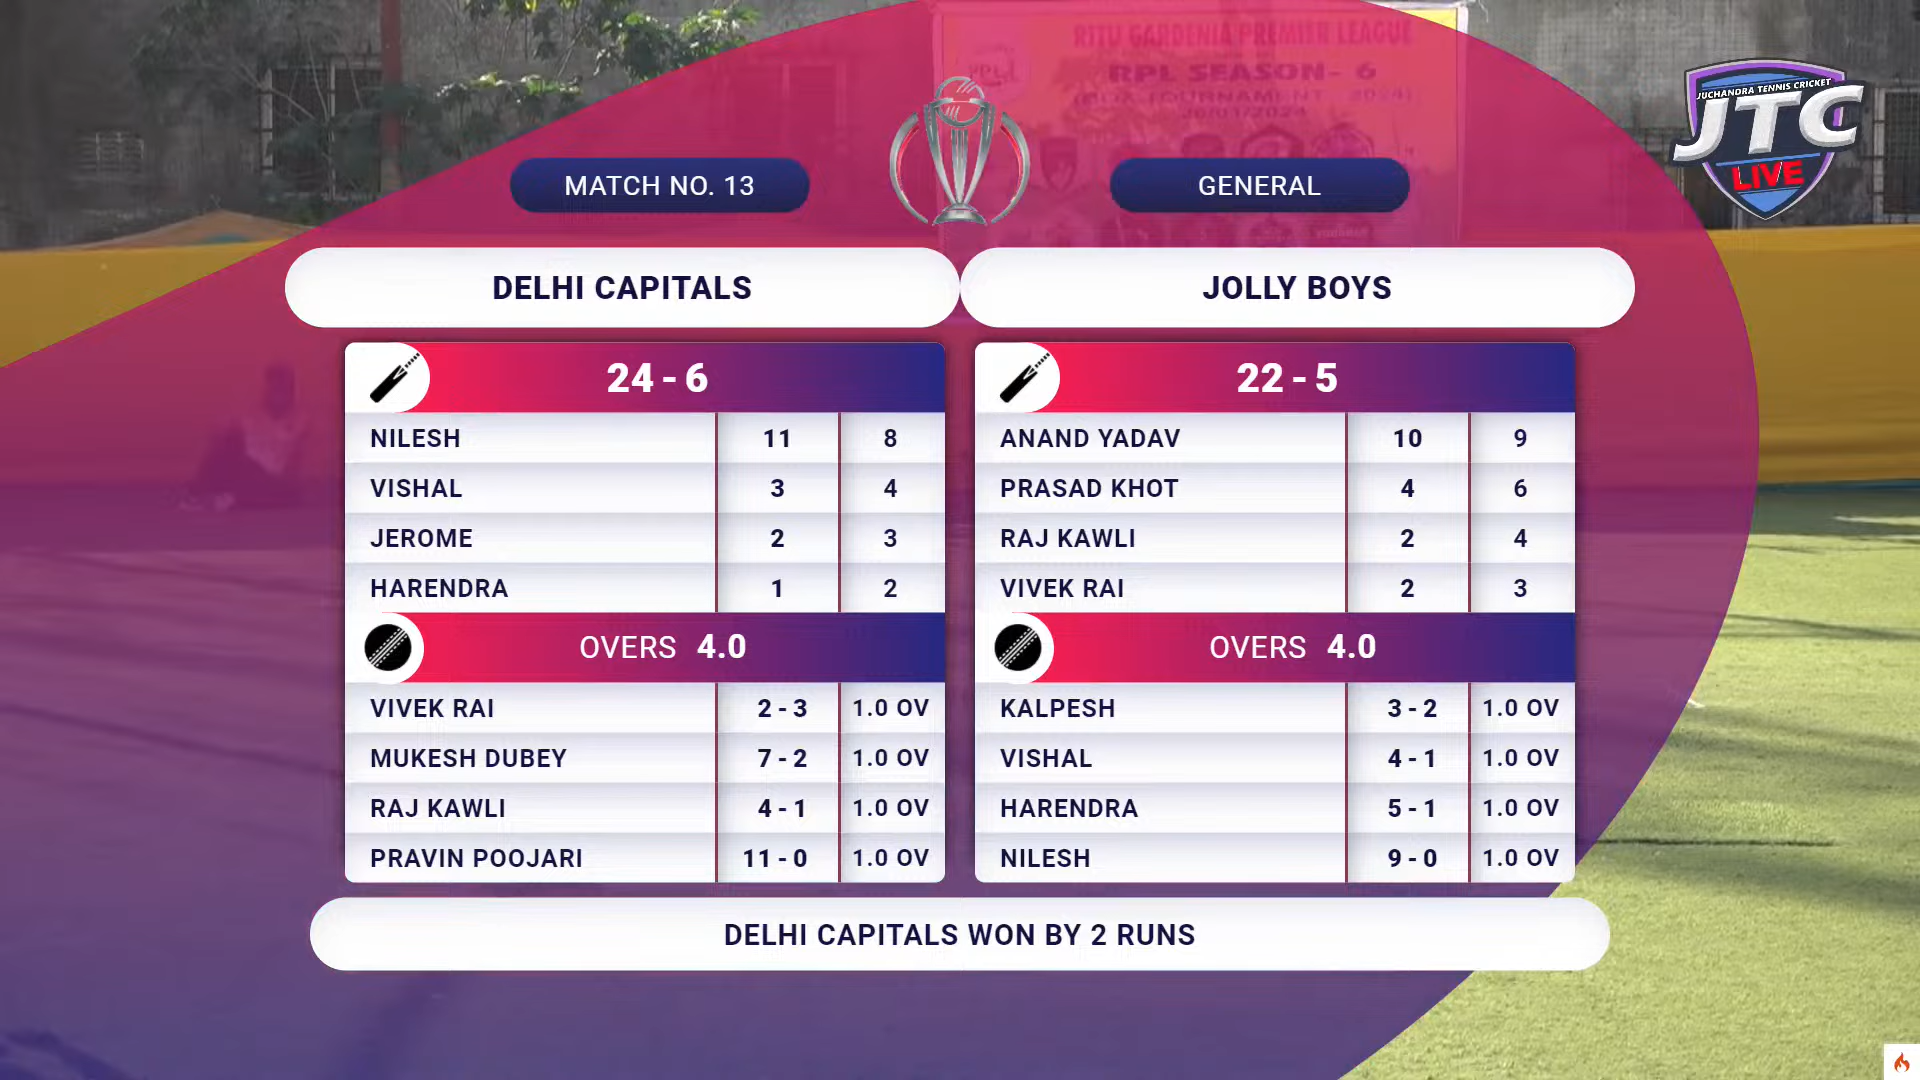 RITU GARDENIA PREMIER LEAGUE
RPL SEASON- 6
JUCHANDRA TENNIS CRICKET
JTC
LIVE
MATCH NO. 13
GENERAL
DELHI CAPITALS
JOLLY BOYS
24 - 6
NILESH 11 8
VISHAL 3 4
JEROME 2 3
HARENDRA 1 2
OVERS 4.0
VIVEK RAI 2 - 3 1.0 OV
MUKESH DUBEY 7 - 2 1.0 OV
RAJ KAWLI 4 - 1 1.0 OV
PRAVIN POOJARI 11 - 0 1.0 OV
22 - 5
ANAND YADAV 10 9
PRASAD KHOT 4 6
RAJ KAWLI 2 4
VIVEK RAI 2 3
OVERS 4.0
KALPESH 3 - 2 1.0 OV
VISHAL 4 - 1 1.0 OV
HARENDRA 5 - 1 1.0 OV
NILESH 9 - 0 1.0 OV
DELHI CAPITALS WON BY 2 RUNS